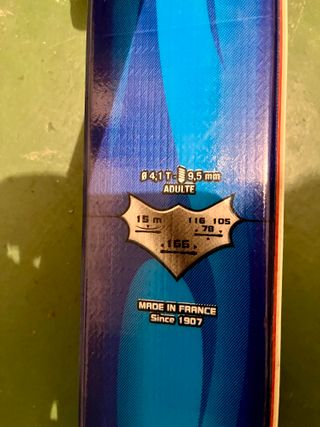 Ø 4,1 T - 9,5 mm
ADULTE
15 m
116 105
78
166
MADE IN FRANCE
Since 1907